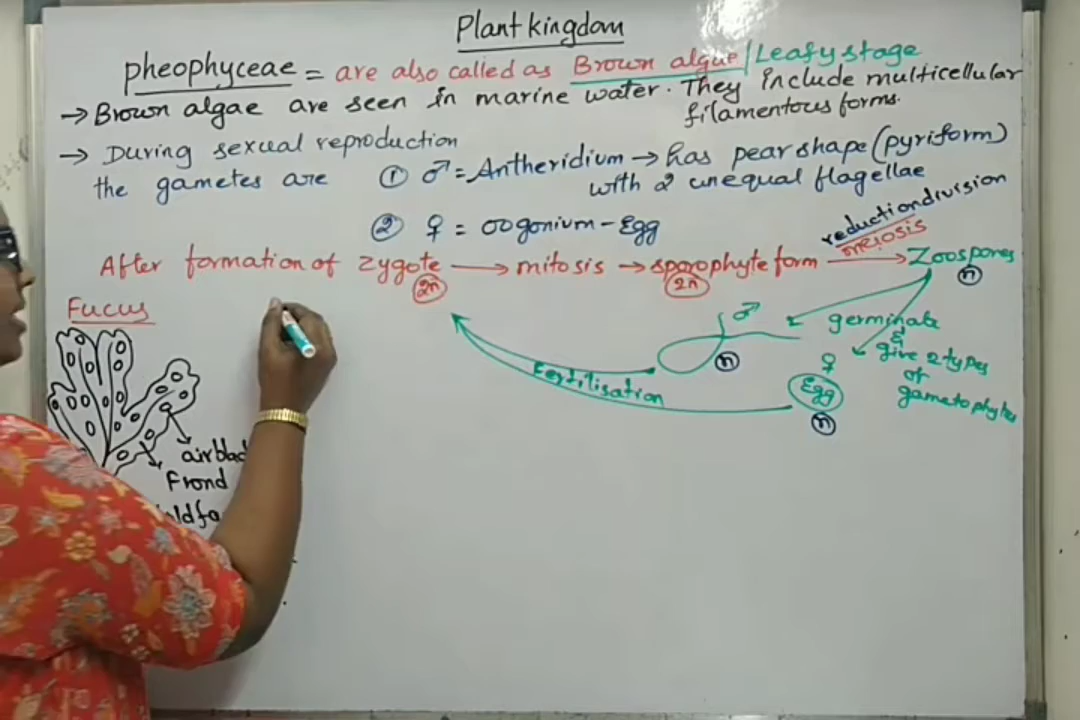 Plant kingdom
pheophyceae = are also called as Brown algue/Leafy stage
→ Brown algae are seen in marine water. They include multicellular
filamentous forms.
→ During sexual reproduction
the gametes are
① ♂ = Antheridium → has pear shape (pyriform)
with 2 unequal flagellae
② ♀ = oogonium - Egg
reduction division
After formation of zygote → mitosis → sporophyte form meiosis → Zoospores
2n 2n n
Fucus
♂
n
germinate
&
give 2 types
of
gametophytes
♀
Egg
n
Fertilisation
airblad
Frond
ldfa